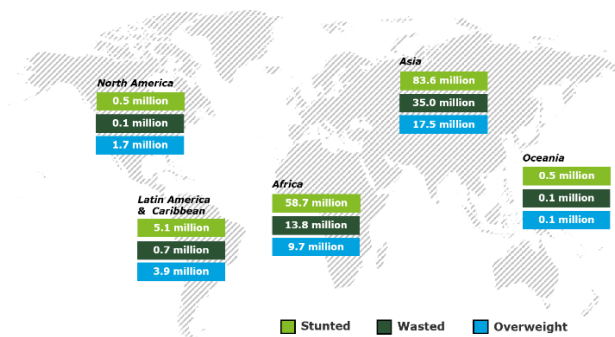 North America
0.5 million
0.1 million
1.7 million
Asia
83.6 million
35.0 million
17.5 million
Oceania
0.5 million
0.1 million
0.1 million
Latin America
& Caribbean
5.1 million
0.7 million
3.9 million
Africa
58.7 million
13.8 million
9.7 million
Stunted
Wasted
Overweight